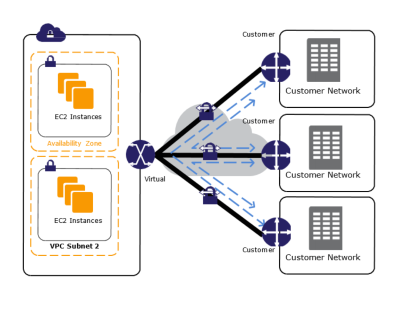 Customer
EC2 Instances
Customer Network
Availability Zone
Virtual
Customer
Customer Network
EC2 Instances
VPC Subnet 2
Customer
Customer Network